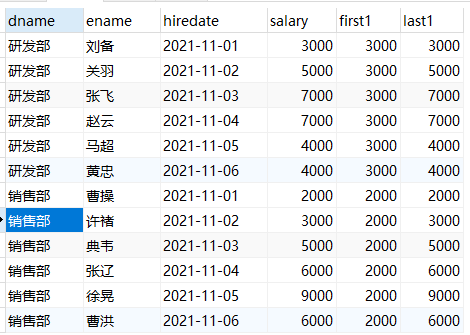 dname ename hiredate salary first1 last1
研发部 刘备 2021-11-01 3000 3000 3000
研发部 关羽 2021-11-02 5000 3000 5000
研发部 张飞 2021-11-03 7000 3000 7000
研发部 赵云 2021-11-04 7000 3000 7000
研发部 马超 2021-11-05 4000 3000 4000
研发部 黄忠 2021-11-06 4000 3000 4000
销售部 曹操 2021-11-01 2000 2000 2000
销售部 许褚 2021-11-02 3000 2000 3000
销售部 典韦 2021-11-03 5000 2000 5000
销售部 张辽 2021-11-04 6000 2000 6000
销售部 徐晃 2021-11-05 9000 2000 9000
销售部 曹洪 2021-11-06 6000 2000 6000